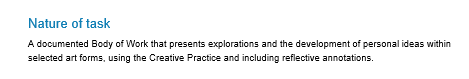 Nature of task
A documented Body of Work that presents explorations and the development of personal ideas within
selected art forms, using the Creative Practice and including reflective annotations.